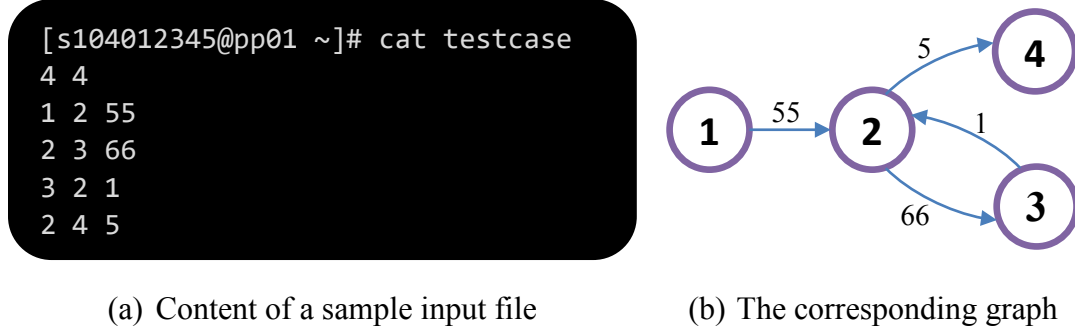 [s104012345@pp01 ~]# cat testcase
4 4
1 2 55
2 3 66
3 2 1
2 4 5
1
55
2
5
4
1
66
3
(a) Content of a sample input file
(b) The corresponding graph